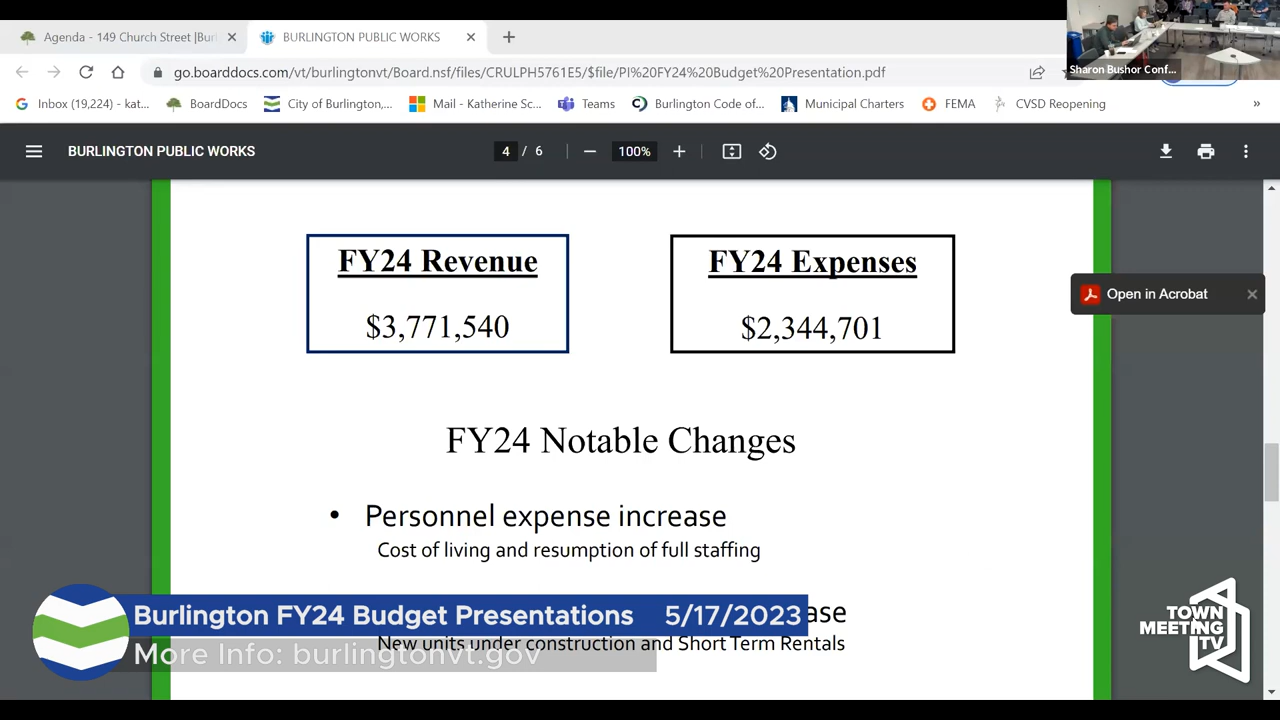 Agenda - 149 Church Street |Burl
BURLINGTON PUBLIC WORKS
go.boarddocs.com/vt/burlingtonvt/Board.nsf/files/CRULPH5761E5/$file/PI%20FY24%20Budget%20Presentation.pdf
Sharon Bushor Conf...
Inbox (19,224) - kat...
BoardDocs
City of Burlington,...
Mail - Katherine Sc...
Teams
Burlington Code of...
Municipal Charters
FEMA
CVSD Reopening
»
BURLINGTON PUBLIC WORKS
4 / 6
100%
FY24 Revenue
$3,771,540
FY24 Expenses
$2,344,701
Open in Acrobat
FY24 Notable Changes
• Personnel expense increase
Cost of living and resumption of full staffing
Burlington FY24 Budget Presentations 5/17/2023
New units under construction and Short Term Rentals
More Info: burlingtonvt.gov
TOWN
MEETING
TV